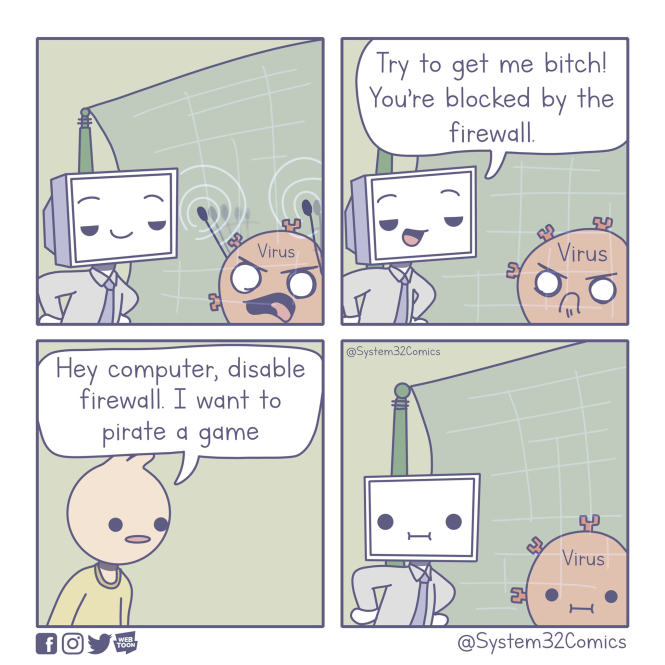 Virus
Try to get me bitch!
You're blocked by the
firewall.
Virus
Hey computer, disable
firewall. I want to
pirate a game
@System32Comics
Virus
WEB
TOON
@System32Comics